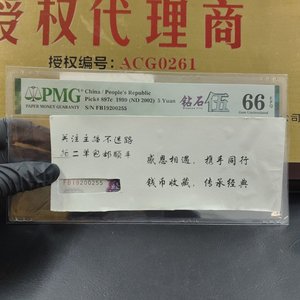 授权代理商
授权编号: ACG0261
PMG
PAPER MONEY GUARANTY
China / People's Republic
Pick# 897c 1999 (ND 2002) 5 Yuan
S/N FB19200255
钻石伍
66 EPQ
Gem Uncirculated
关注主播不迷路
第二单包邮顺丰
感恩相遇, 携手同行
钱币收藏, 传承经典
FB19200255